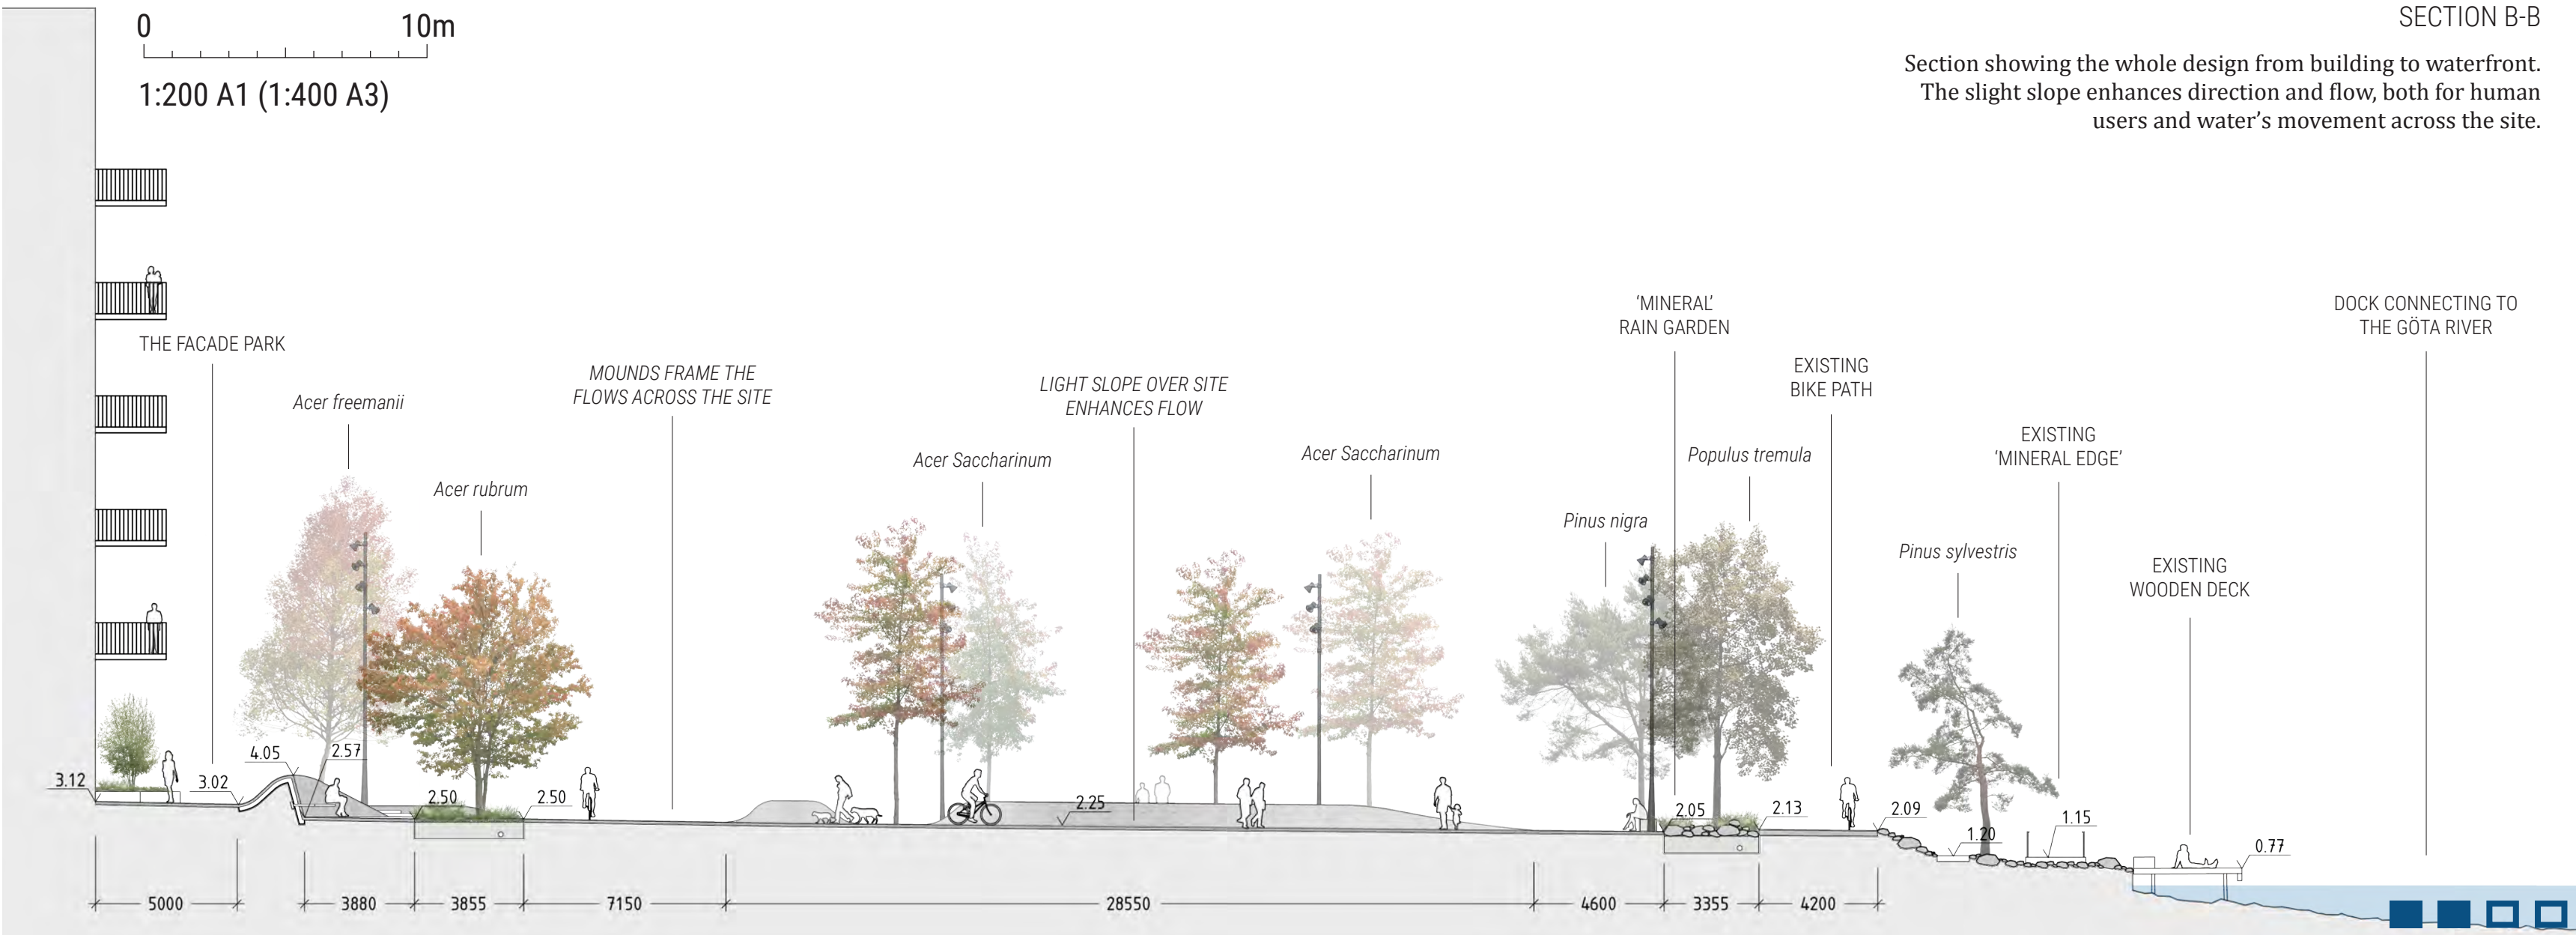 0 10m
1:200 A1 (1:400 A3)
SECTION B-B
Section showing the whole design from building to waterfront.
The slight slope enhances direction and flow, both for human
users and water’s movement across the site.
THE FACADE PARK
Acer freemanii
Acer rubrum
MOUNDS FRAME THE
FLOWS ACROSS THE SITE
Acer Saccharinum
LIGHT SLOPE OVER SITE
ENHANCES FLOW
Acer Saccharinum
Pinus nigra
‘MINERAL’
RAIN GARDEN
Populus tremula
EXISTING
BIKE PATH
Pinus sylvestris
EXISTING
‘MINERAL EDGE’
EXISTING
WOODEN DECK
DOCK CONNECTING TO
THE GÖTA RIVER
3.12
3.02
4.05
2.57
2.50
2.50
2.25
2.05
2.13
2.09
1.20
1.15
0.77
5000
3880
3855
7150
28550
4600
3355
4200